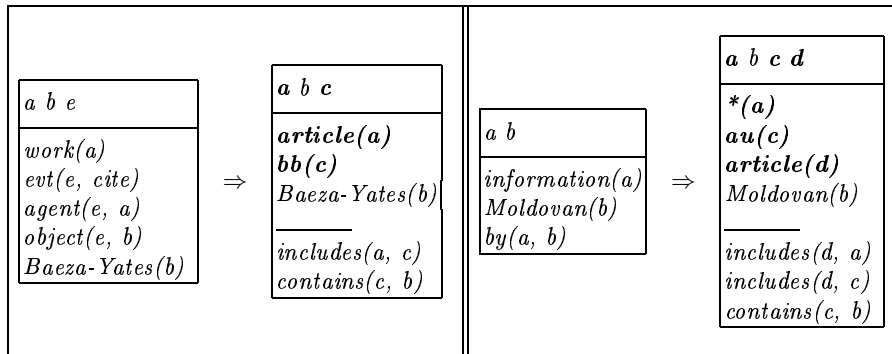 a b e
work(a)
evt(e, cite)
agent(e, a)
object(e, b)
Baeza-Yates(b)
⇒
a b c
article(a)
bb(c)
Baeza-Yates(b)
includes(a, c)
contains(c, b)
a b
information(a)
Moldovan(b)
by(a, b)
⇒
a b c d
*(a)
au(c)
article(d)
Moldovan(b)
includes(d, a)
includes(d, c)
contains(c, b)